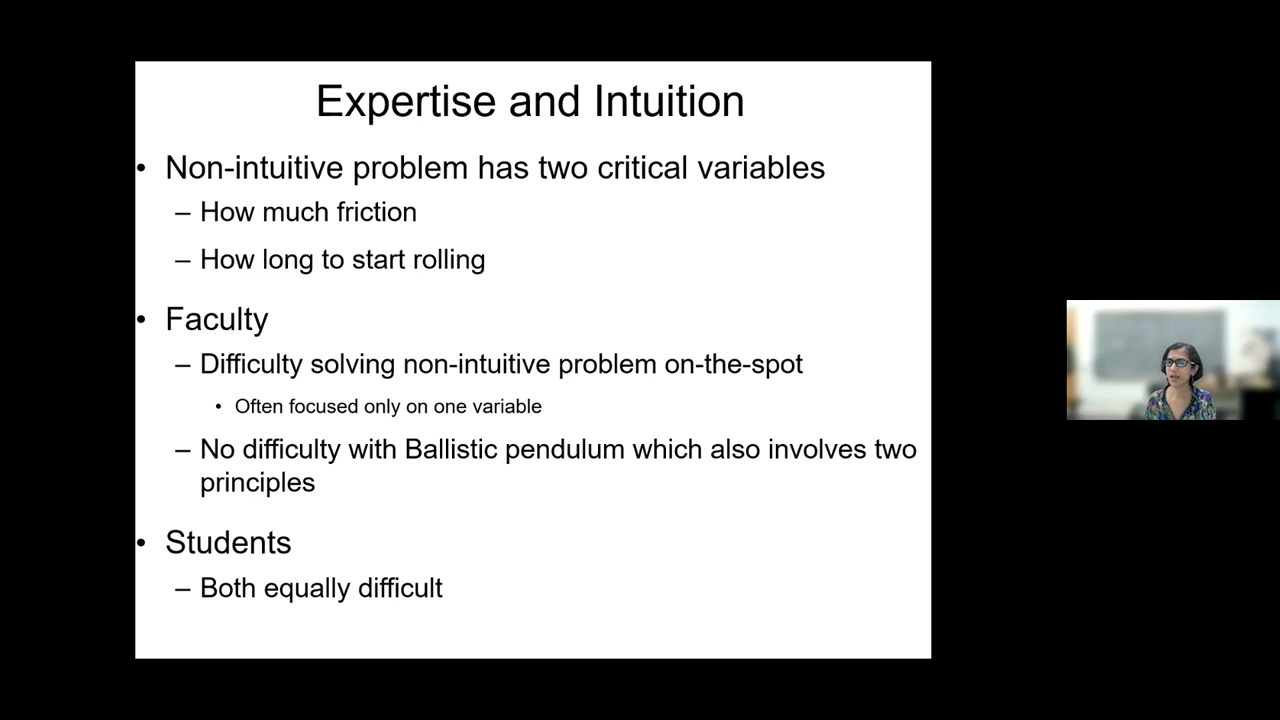 Expertise and Intuition
• Non-intuitive problem has two critical variables
– How much friction
– How long to start rolling
• Faculty
– Difficulty solving non-intuitive problem on-the-spot
• Often focused only on one variable
– No difficulty with Ballistic pendulum which also involves two
principles
• Students
– Both equally difficult